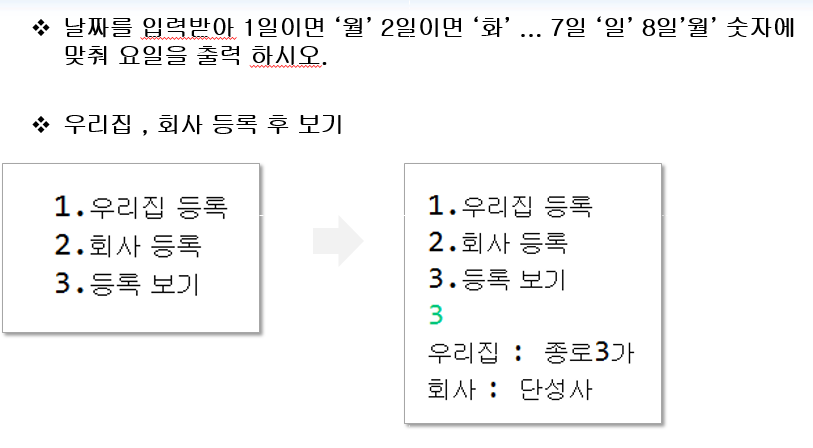 ❖ 날짜를 입력받아 1일이면 ‘월’ 2일이면 ‘화’ ... 7일 ‘일’ 8일’월’ 숫자에
맞춰 요일을 출력 하시오.
❖ 우리집 , 회사 등록 후 보기
1.우리집 등록
2.회사 등록
3.등록 보기
1.우리집 등록
2.회사 등록
3.등록 보기
3
우리집 : 종로3가
회사 : 단성사